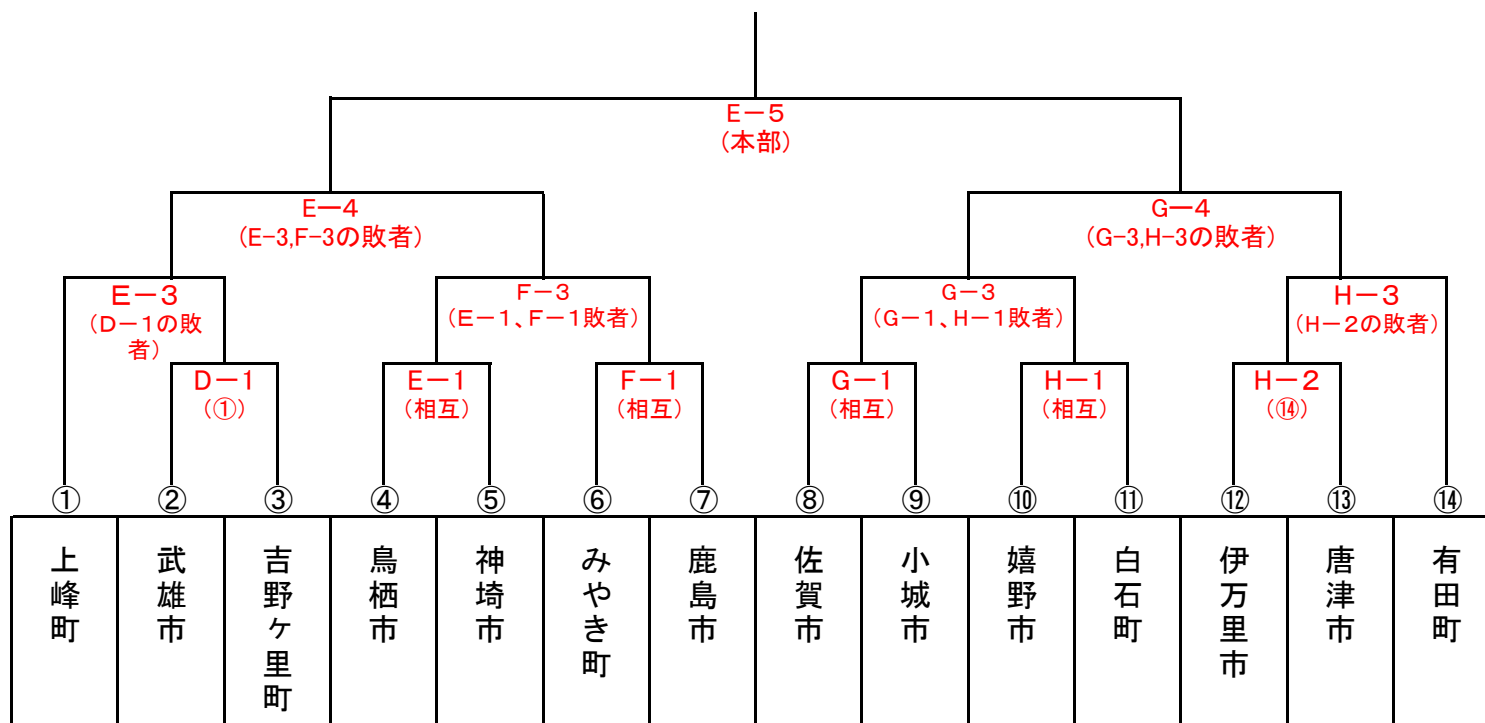 E－5
（本部）
E－4
（E-3,F-3の敗者）
G－4
（G-3,H-3の敗者）
E－3
（D－1の敗
者）
F－3
（E－1、F－1敗者）
G－3
（G－1、H－1敗者）
H－3
（H－2の敗者）
D－1
（①）
E－1
（相互）
F－1
（相互）
G－1
（相互）
H－1
（相互）
H－2
（⑭）
①
②
③
④
⑤
⑥
⑦
⑧
⑨
⑩
⑪
⑫
⑬
⑭
上峰町
武雄市
吉野ヶ里町
鳥栖市
神埼市
みやき町
鹿島市
佐賀市
小城市
嬉野市
白石町
伊万里市
唐津市
有田町